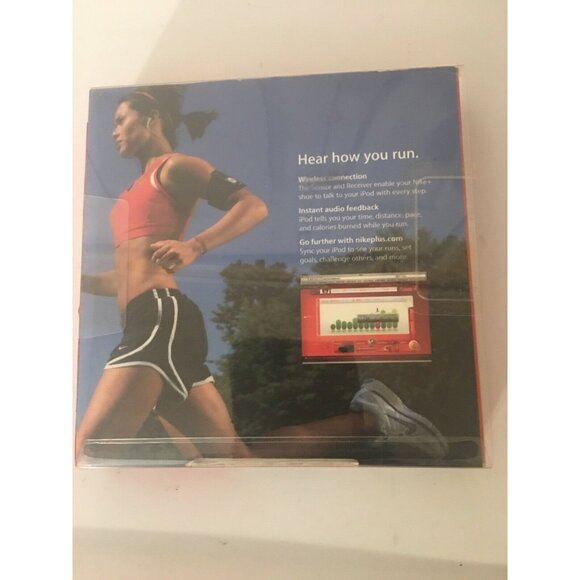 Hear how you run.
Wireless connection
The Sensor and Receiver enable your Nike+
shoe to talk to your iPod with every step.
Instant audio feedback
iPod tells you your time, distance, pace,
and calories burned while you run.
Go further with nikeplus.com
Sync your iPod to see your runs, set
goals, challenge others, and more.